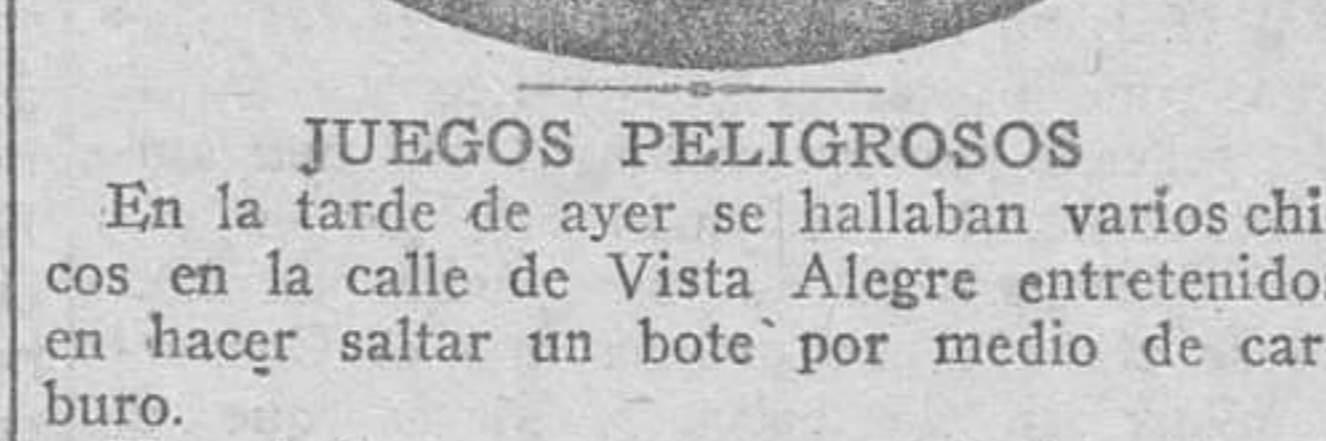 JUEGOS PELIGROSOS
En la tarde de ayer se hallaban varios chi-
cos en la calle de Vista Alegre entretenidos
en hacer saltar un bote por medio de car-
buro.